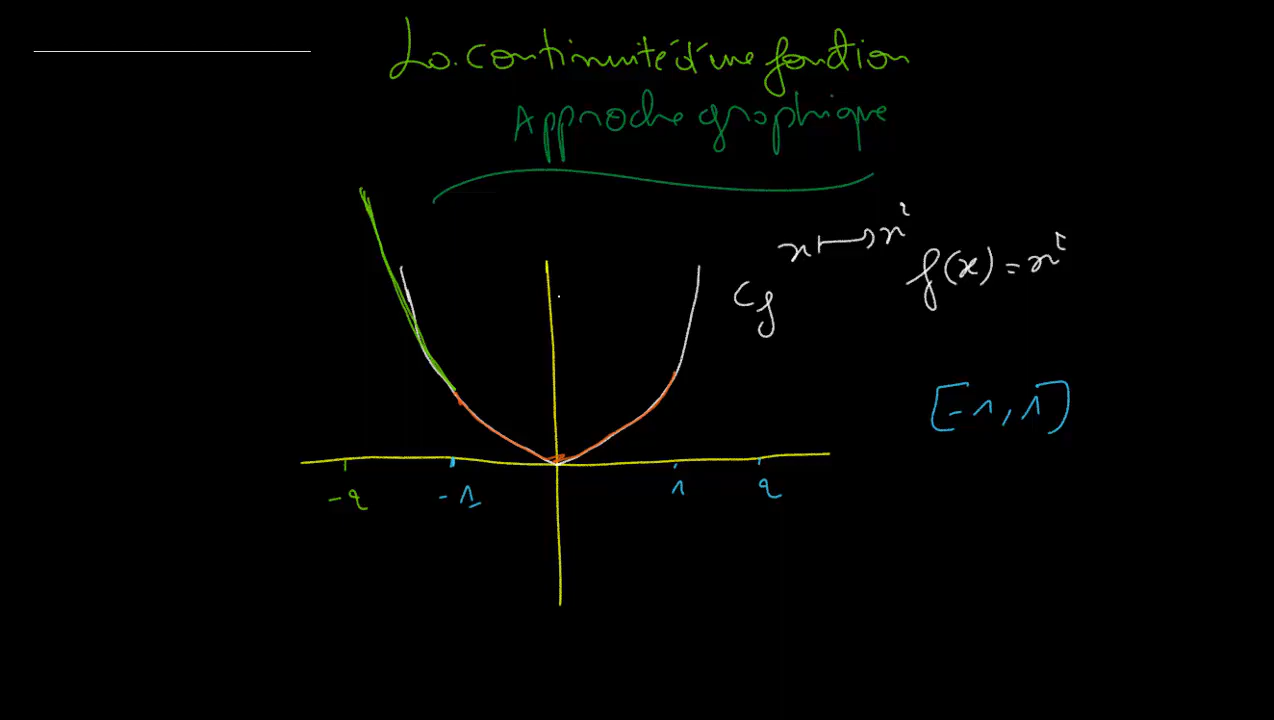 La continuité d'une fonction
Approche graphique
x ⟼ x²
f(x) = x²
Cf
[-1, 1]
-2 -1 1 2